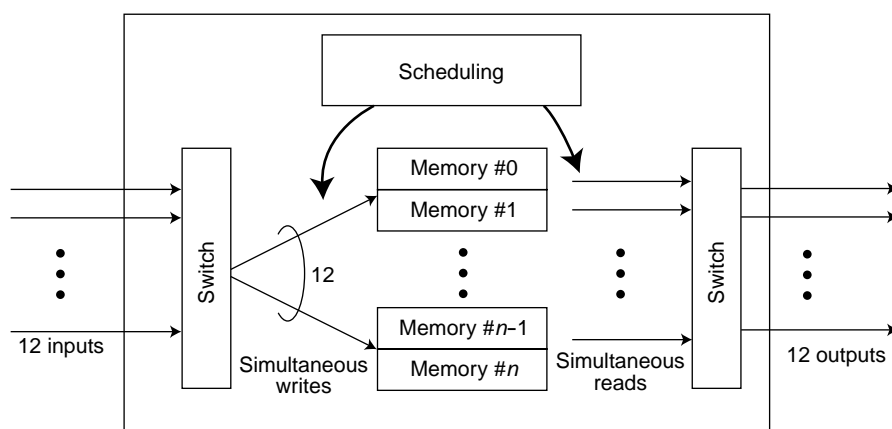 Scheduling
Switch
Memory #0
Memory #1
12
Memory #n–1
Memory #n
Switch
12 inputs
Simultaneous
writes
Simultaneous
reads
12 outputs